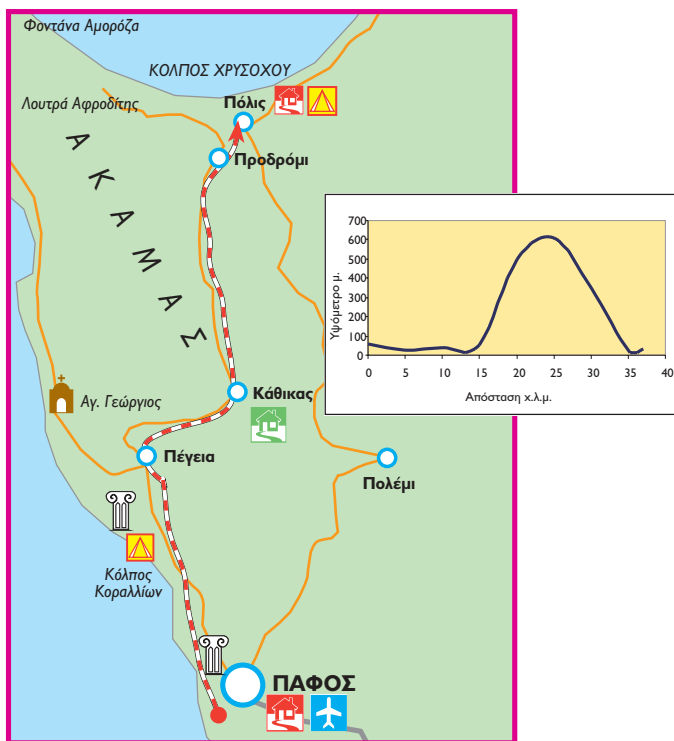 Φοντάνα Αμορόζα
ΚΟΛΠΟΣ ΧΡΥΣΟΧΟΥ
Λουτρά Αφροδίτης
Πόλις
Προδρόμι
ΑΚΑΜΑΣ
Κάθικας
Αγ. Γεώργιος
Πέγεια
Πολέμι
Κόλπος
Κοραλλίων
ΠΑΦΟΣ
Υψόμετρο μ.
700
600
500
400
300
200
100
0
0 5 10 15 20 25 30 35 40
Απόσταση χ.λ.μ.